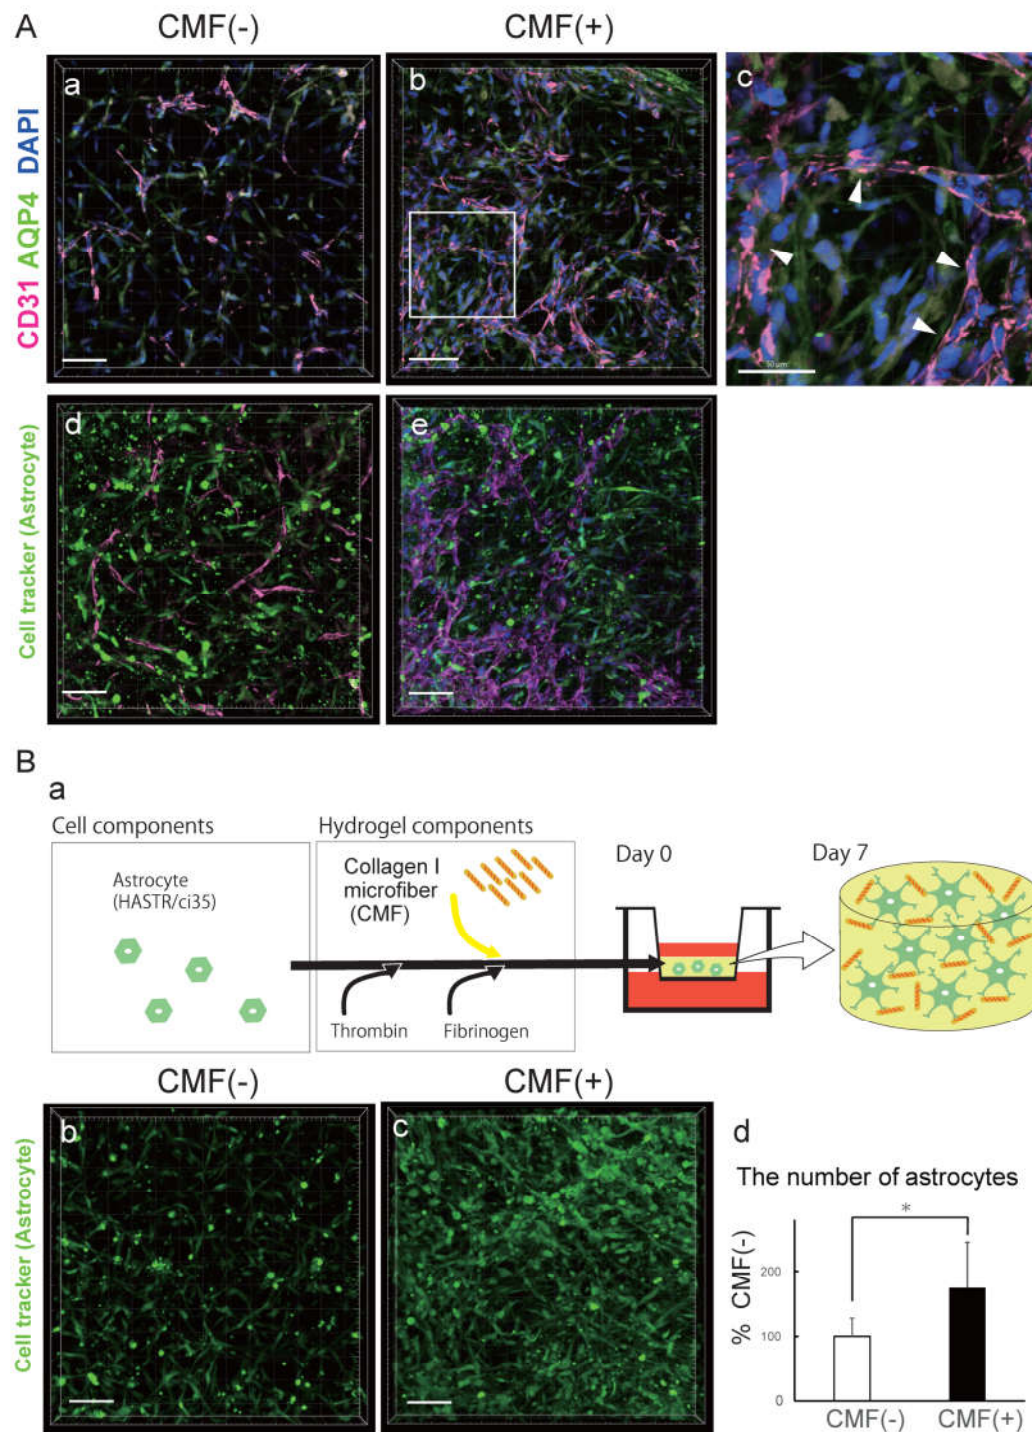 A
CMF(-)
CMF(+)
CD31 AQP4 DAPI
a
b
c
50 μm
Cell tracker (Astrocyte)
d
e
B
a
Cell components
Hydrogel components
Astrocyte
(HASTR/ci35)
Collagen I
microfiber
(CMF)
Thrombin
Fibrinogen
Day 0
Day 7
CMF(-)
CMF(+)
Cell tracker (Astrocyte)
b
c
d
The number of astrocytes
*
% CMF(-)
200
100
0
CMF(-)
CMF(+)